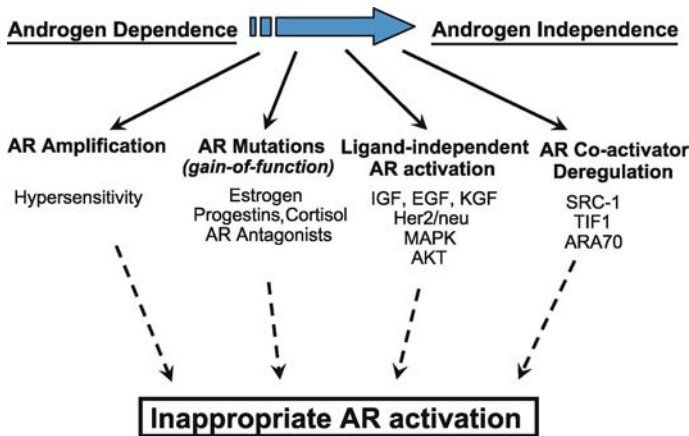 Androgen Dependence
Androgen Independence
AR Amplification
Hypersensitivity
AR Mutations
(gain-of-function)
Estrogen
Progestins,Cortisol
AR Antagonists
Ligand-independent
AR activation
IGF, EGF, KGF
Her2/neu
MAPK
AKT
AR Co-activator
Deregulation
SRC-1
TIF1
ARA70
Inappropriate AR activation